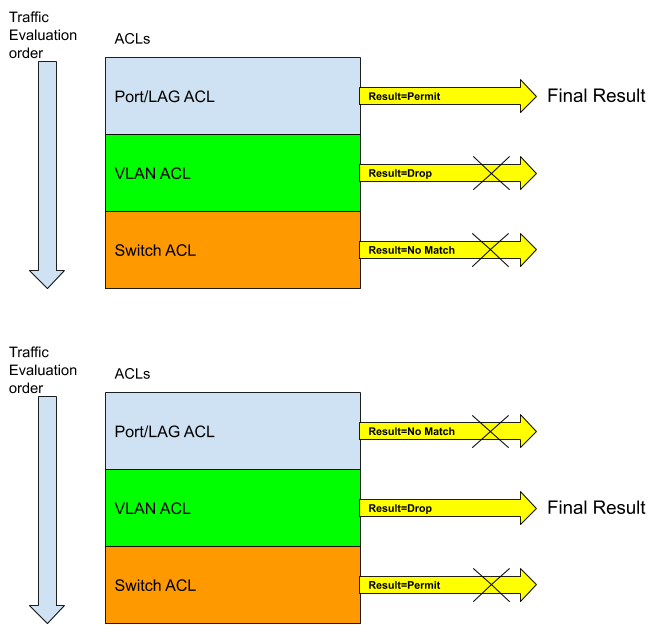 Traffic
Evaluation
order
ACLs
Port/LAG ACL
Result=Permit
Final Result
VLAN ACL
Result=Drop
Switch ACL
Result=No Match
Traffic
Evaluation
order
ACLs
Port/LAG ACL
Result=No Match
VLAN ACL
Result=Drop
Final Result
Switch ACL
Result=Permit